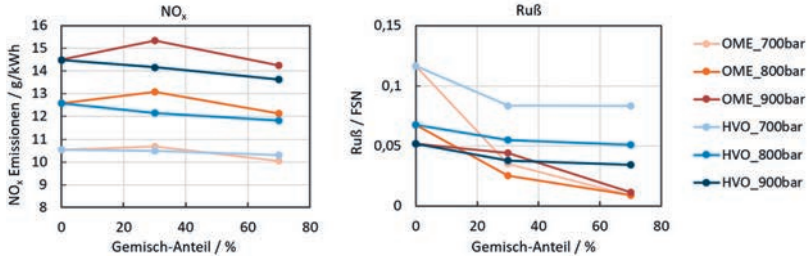 NOx
NOx Emissionen / g/kWh
16
15
14
13
12
11
10
9
8
0 20 40 60 80
Gemisch-Anteil / %
Ruß
Ruß / FSN
0,15
0,1
0,05
0
0 20 40 60 80
Gemisch-Anteil / %
OME_700bar
OME_800bar
OME_900bar
HVO_700bar
HVO_800bar
HVO_900bar